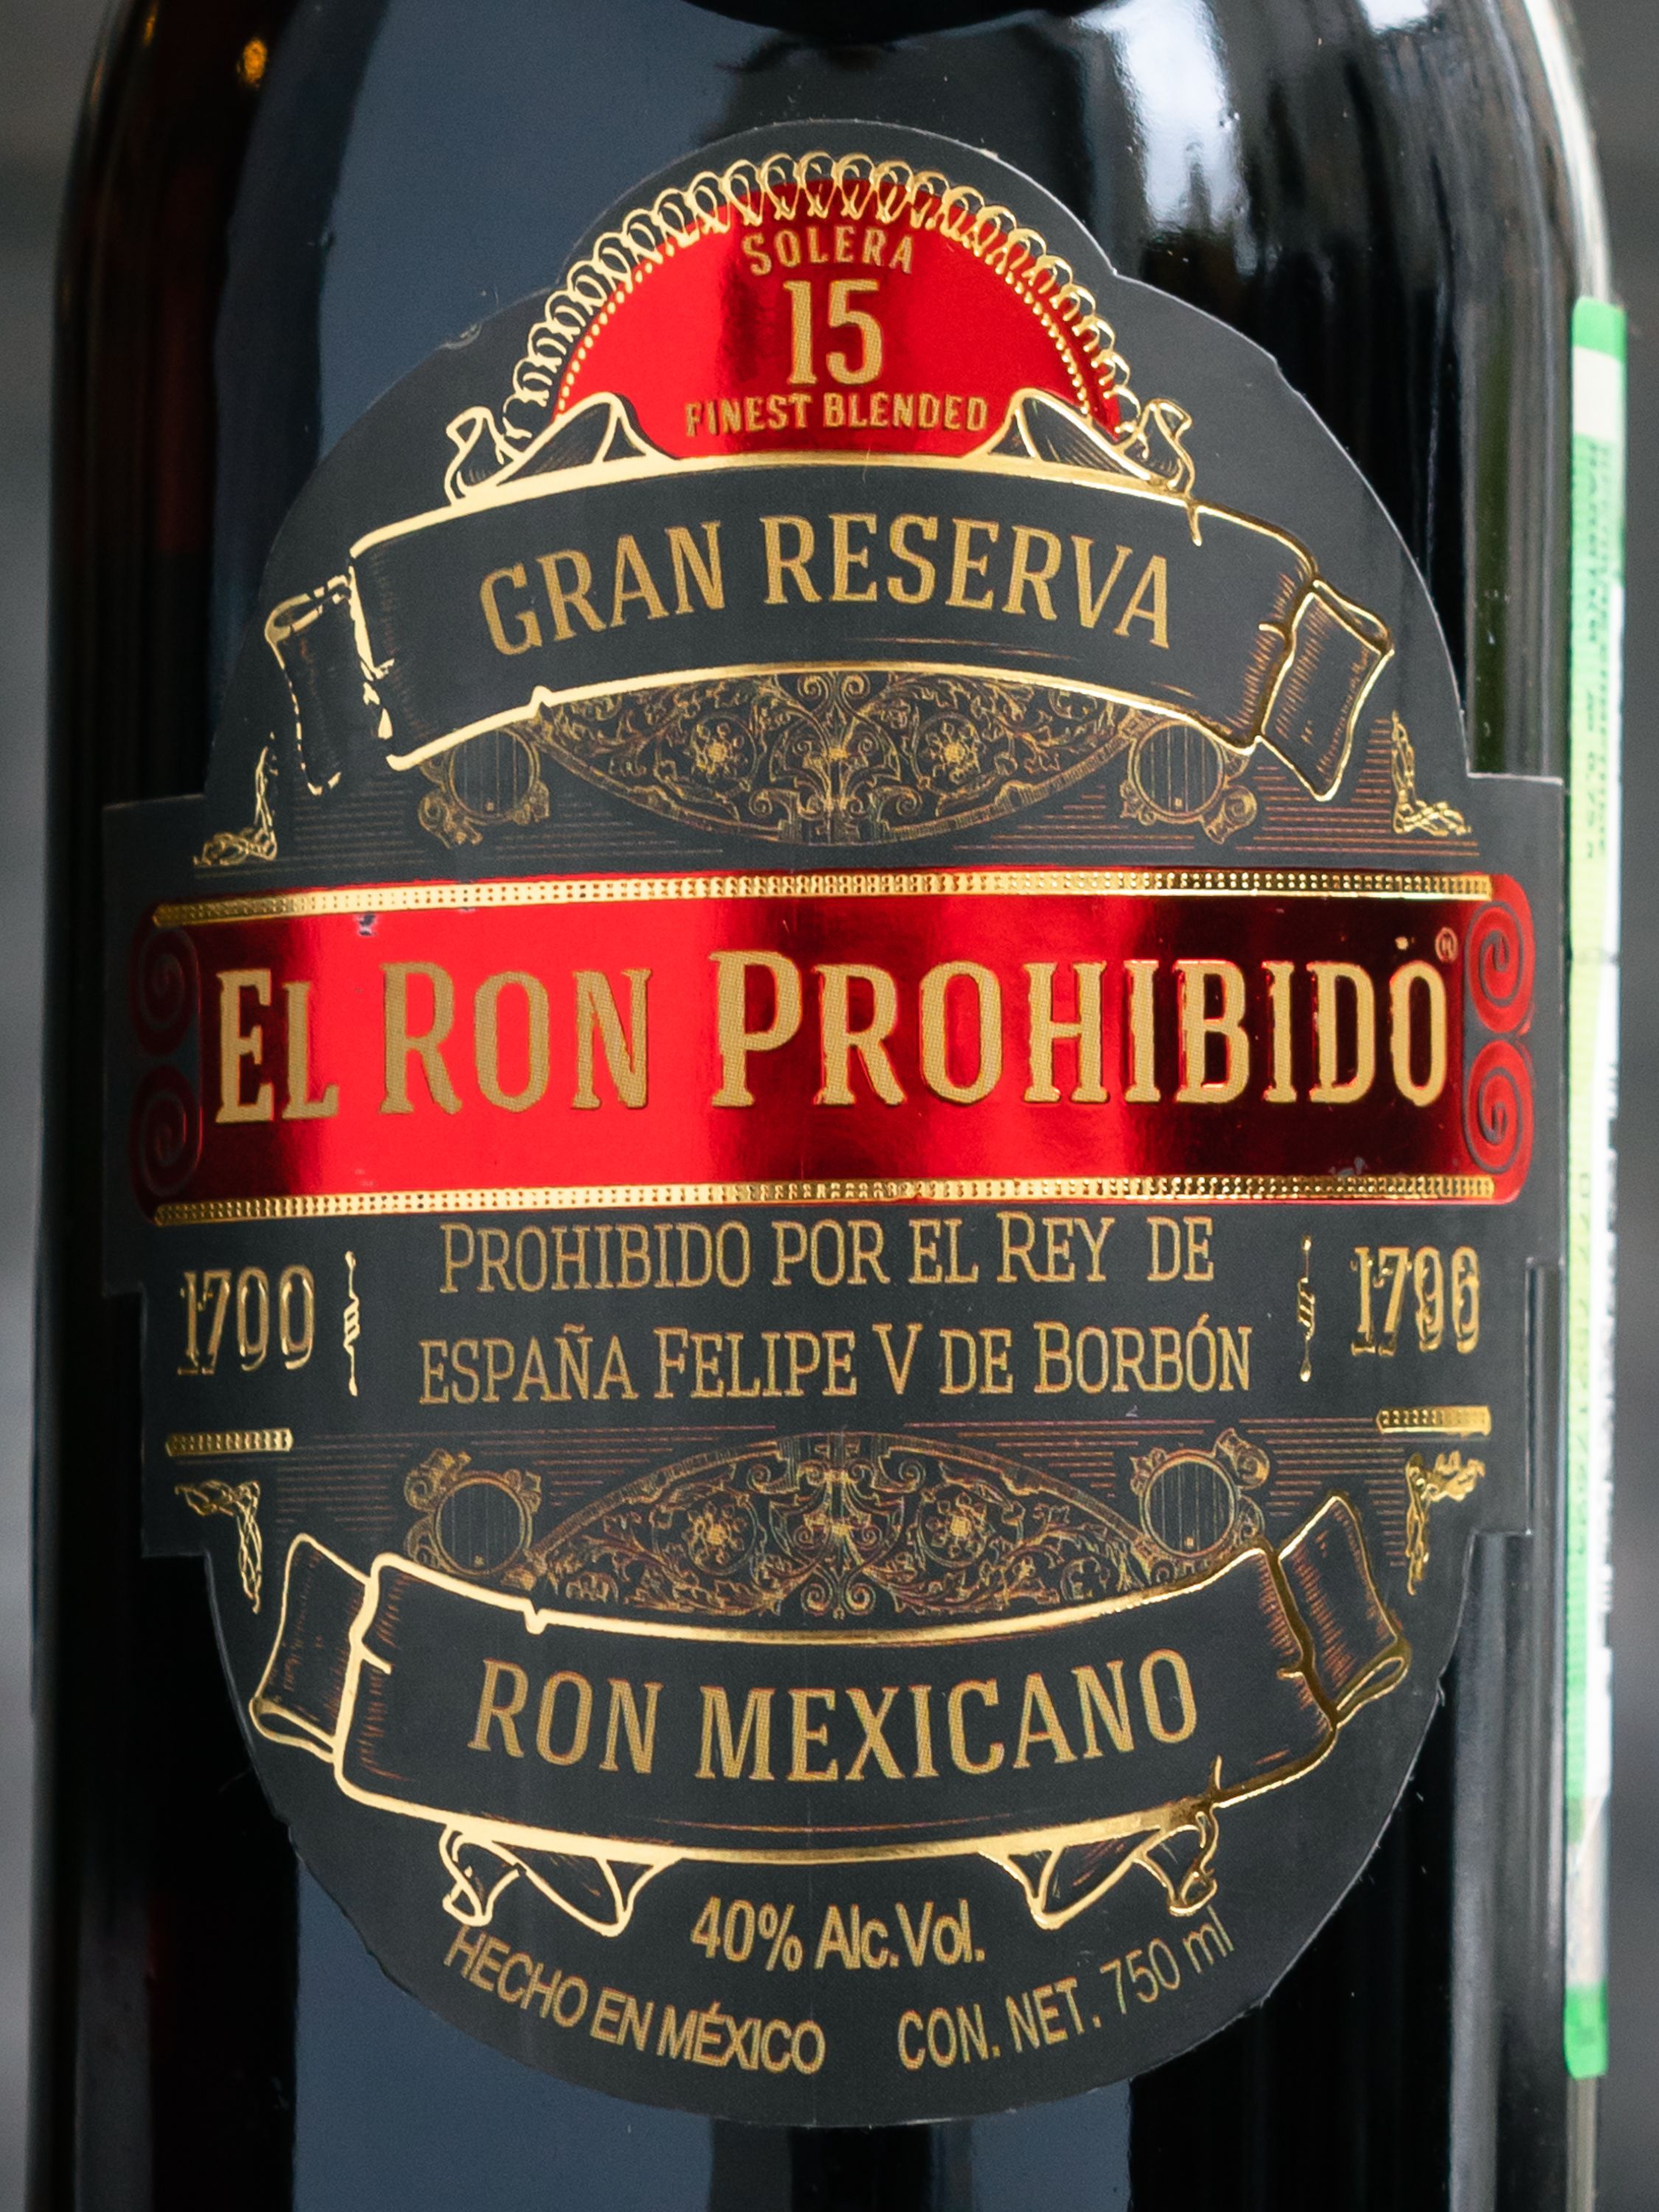 SOLERA
15
FINEST BLENDED
GRAN RESERVA
EL RON PROHIBIDO®
1700
PROHIBIDO POR EL REY DE
ESPAÑA FELIPE V DE BORBÓN
1796
RON MEXICANO
40% Alc.Vol.
HECHO EN MÉXICO CON. NET. 750 ml